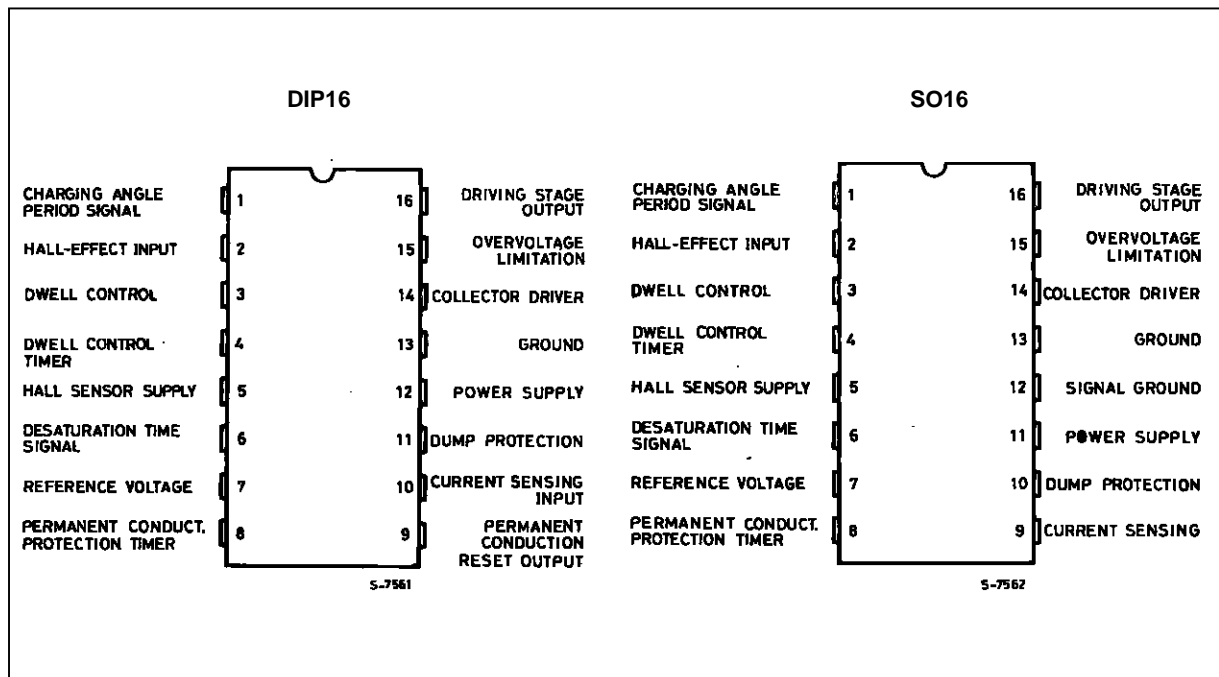 DIP16
CHARGING ANGLE
PERIOD SIGNAL
HALL-EFFECT INPUT
DWELL CONTROL
DWELL CONTROL
TIMER
HALL SENSOR SUPPLY
DESATURATION TIME
SIGNAL
REFERENCE VOLTAGE
PERMANENT CONDUCT.
PROTECTION TIMER
1
2
3
4
5
6
7
8
16
15
14
13
12
11
10
9
DRIVING STAGE
OUTPUT
OVERVOLTAGE
LIMITATION
COLLECTOR DRIVER
GROUND
POWER SUPPLY
DUMP PROTECTION
CURRENT SENSING
INPUT
PERMANENT
CONDUCTION
RESET OUTPUT
S-7561
SO16
CHARGING ANGLE
PERIOD SIGNAL
HALL-EFFECT INPUT
DWELL CONTROL
DWELL CONTROL
TIMER
HALL SENSOR SUPPLY
DESATURATION TIME
SIGNAL
REFERENCE VOLTAGE
PERMANENT CONDUCT.
PROTECTION TIMER
1
2
3
4
5
6
7
8
16
15
14
13
12
11
10
9
DRIVING STAGE
OUTPUT
OVERVOLTAGE
LIMITATION
COLLECTOR DRIVER
GROUND
SIGNAL GROUND
POWER SUPPLY
DUMP PROTECTION
CURRENT SENSING
S-7562